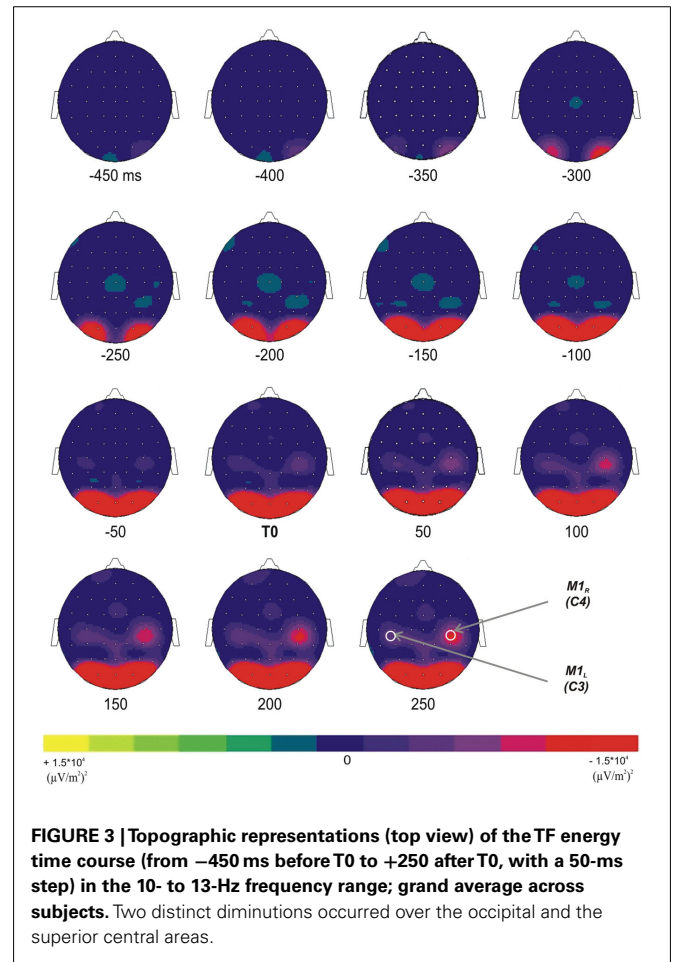 -450 ms
-400
-350
-300
-250
-200
-150
-100
-50
T0
50
100
150
200
250
M1R
(C4)
M1L
(C3)
+ 1.5*10⁴
(µV/m²)²
0
- 1.5*10⁴
(µV/m²)²
FIGURE 3 | Topographic representations (top view) of the TF energy
time course (from −450 ms before T0 to +250 after T0, with a 50-ms
step) in the 10- to 13-Hz frequency range; grand average across
subjects. Two distinct diminutions occurred over the occipital and the
superior central areas.